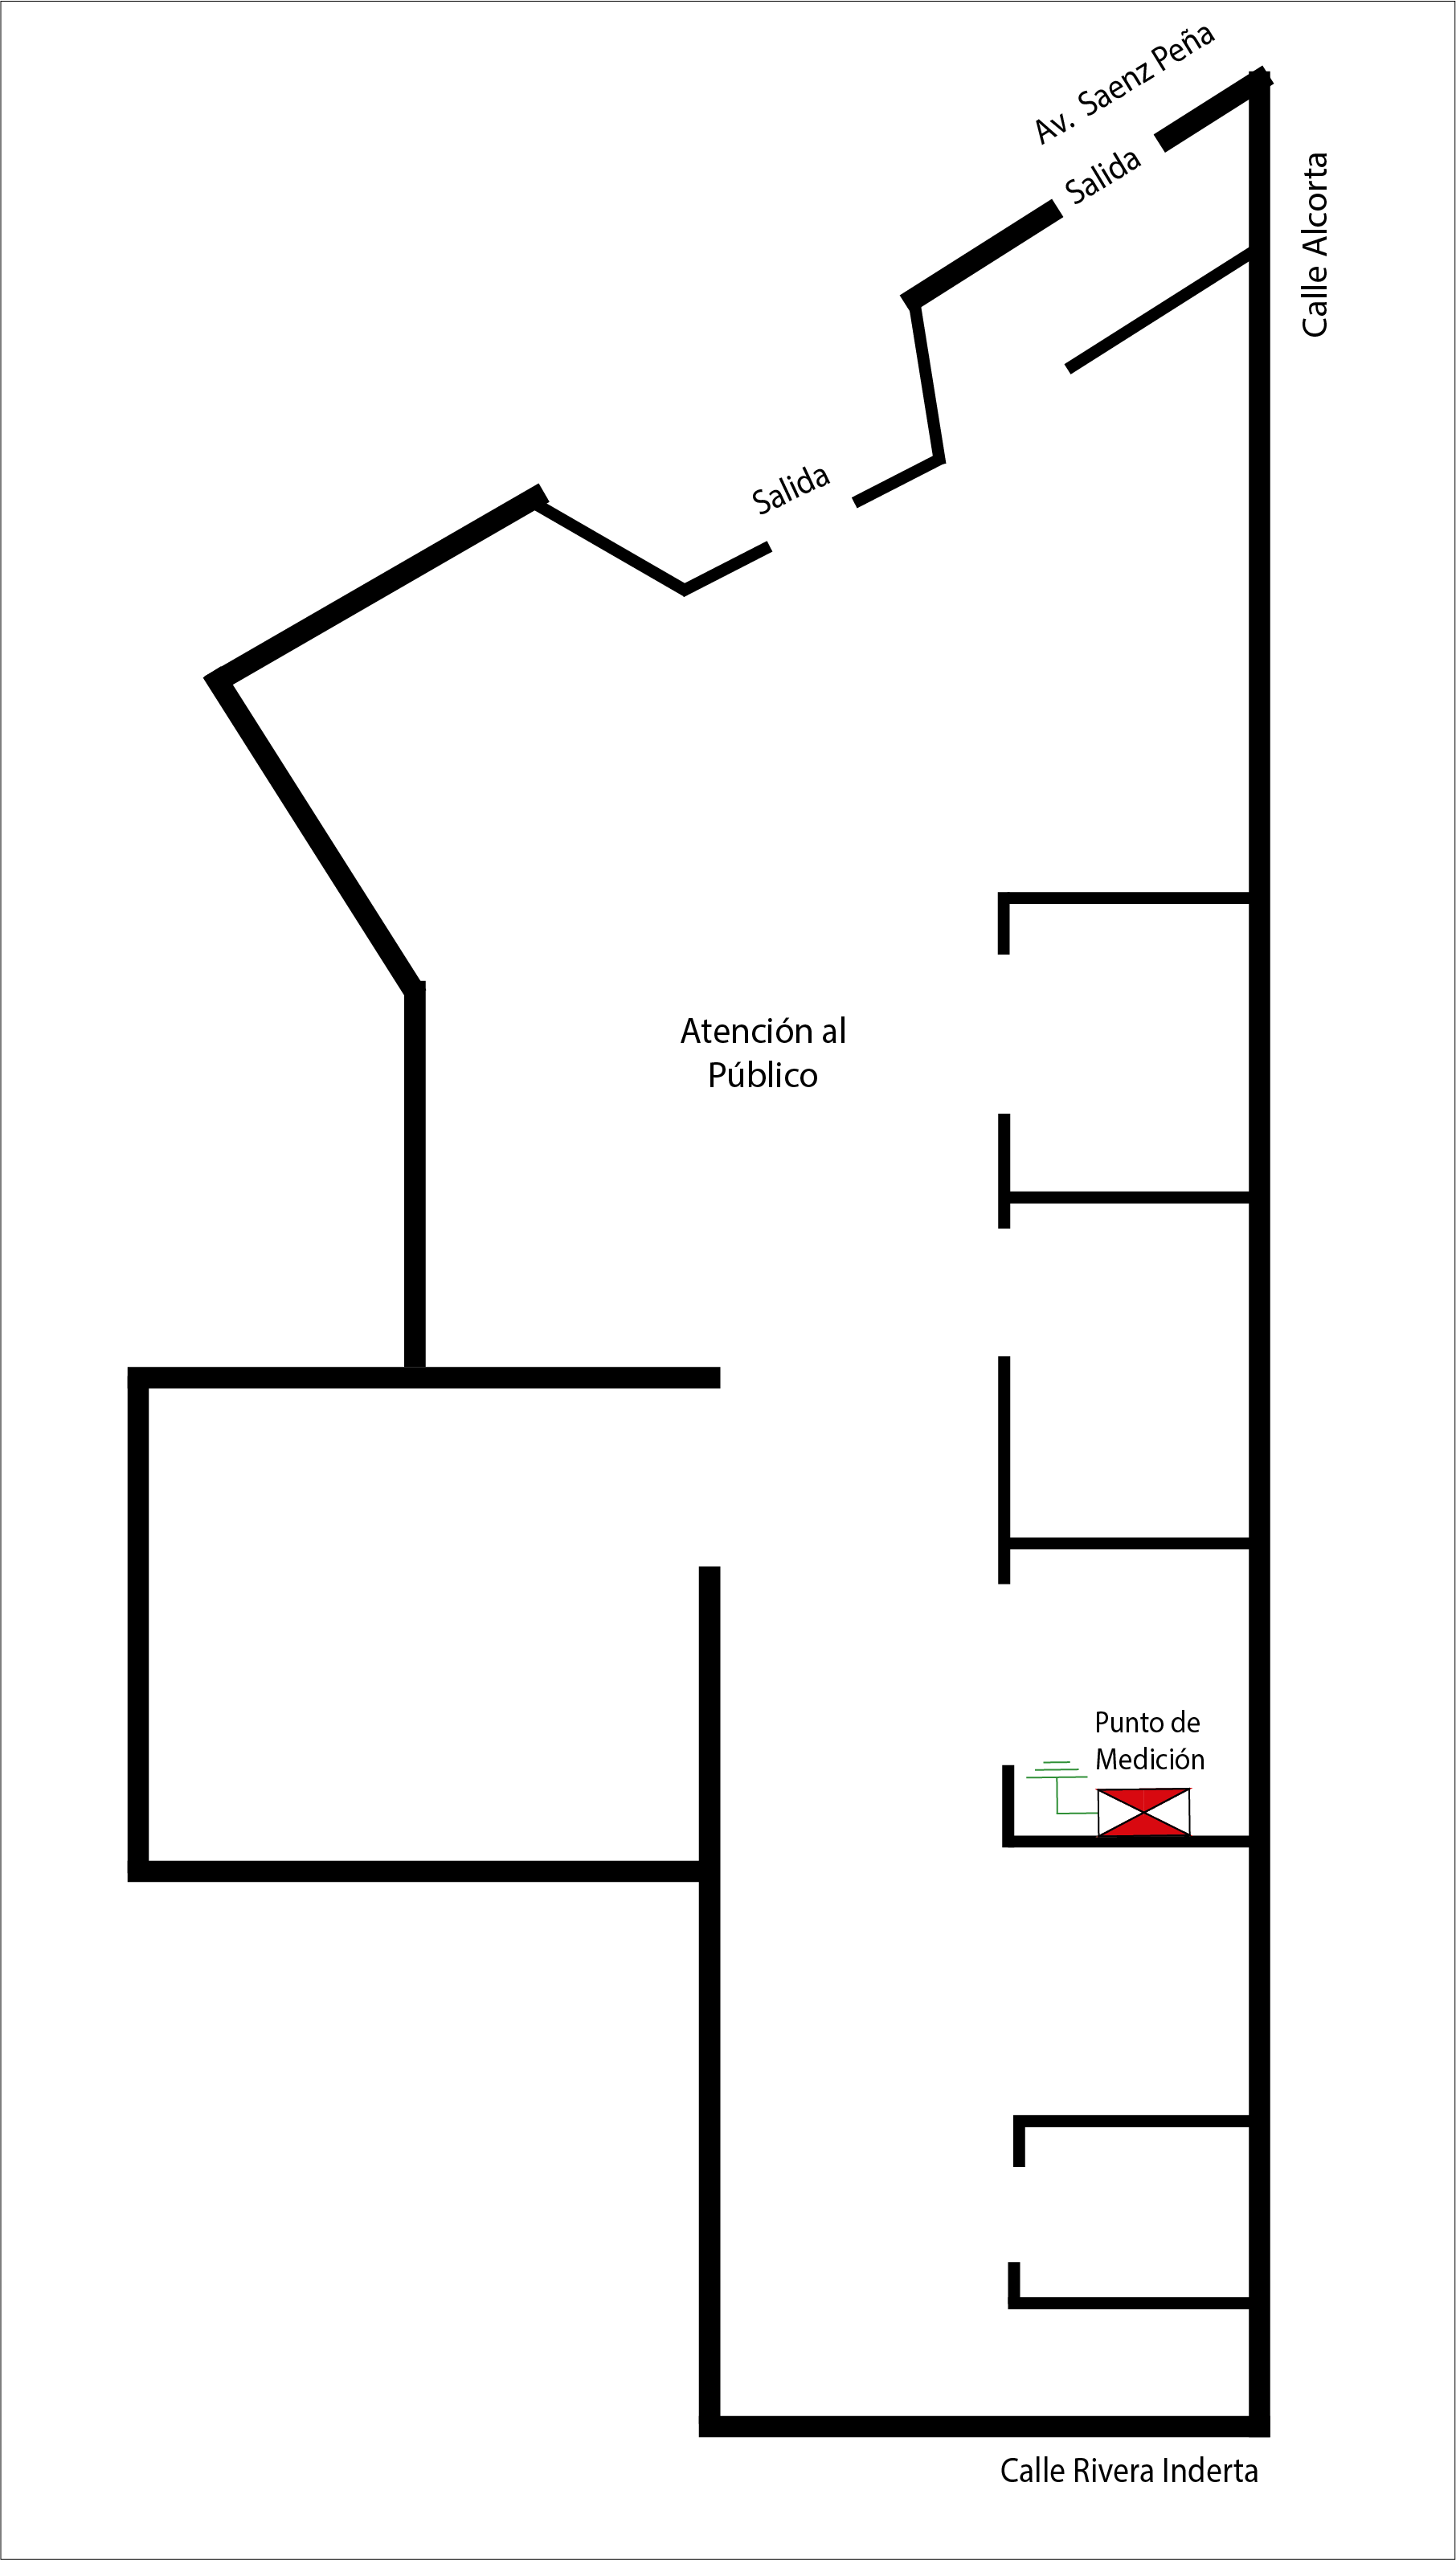 Av. Saenz Peña
Salida
Calle Alcorta
Salida
Atención al
Público
Punto de
Medición
Calle Rivera Inderta